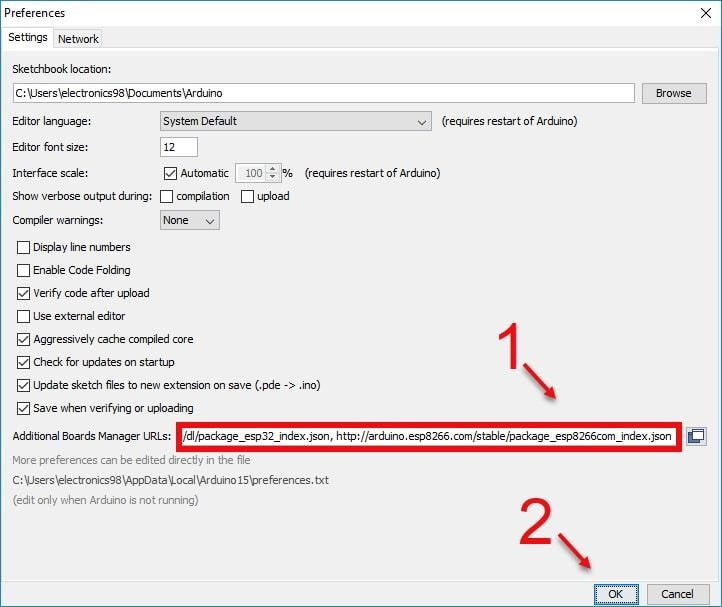 Preferences
Settings Network
Sketchbook location:
C:\Users\electronics98\Documents\Arduino Browse
Editor language: System Default (requires restart of Arduino)
Editor font size: 12
Interface scale: Automatic 100 % (requires restart of Arduino)
Show verbose output during: compilation upload
Compiler warnings: None
Display line numbers
Enable Code Folding
Verify code after upload
Use external editor
Aggressively cache compiled core
Check for updates on startup
Update sketch files to new extension on save (.pde -> .ino)
Save when verifying or uploading
1
Additional Boards Manager URLs: /dl/package_esp32_index.json, http://arduino.esp8266.com/stable/package_esp8266com_index.json
More preferences can be edited directly in the file
C:\Users\electronics98\AppData\Local\Arduino15\preferences.txt
(edit only when Arduino is not running)
2
OK Cancel